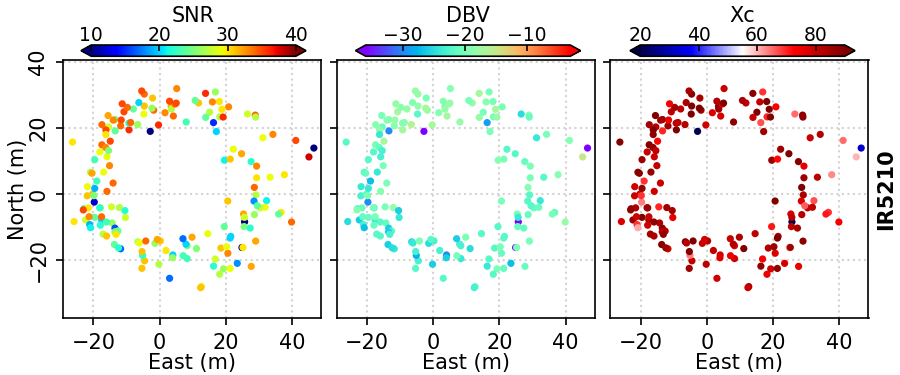 SNR DBV Xc
10 20 30 40 −30 −20 −10 20 40 60 80
40
20
0
−20
North (m)
−20 0 20 40 −20 0 20 40 −20 0 20 40
East (m) East (m) East (m)
IR5210